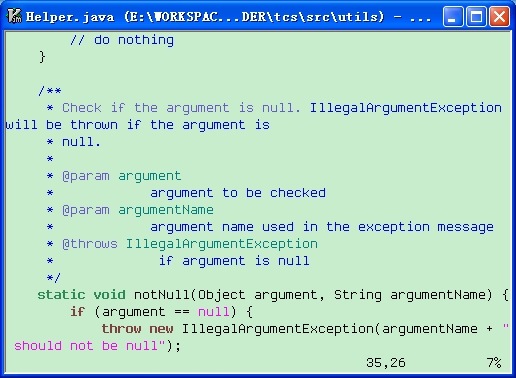 Helper.java (E:\WORKSPAC...DER\tcs\src\utils) - ...
// do nothing
}
/**
* Check if the argument is null. IllegalArgumentException
will be thrown if the argument is
* null.
*
* @param argument
* argument to be checked
* @param argumentName
* argument name used in the exception message
* @throws IllegalArgumentException
* if argument is null
*/
static void notNull(Object argument, String argumentName) {
if (argument == null) {
throw new IllegalArgumentException(argumentName + "
should not be null");
35,26 7%